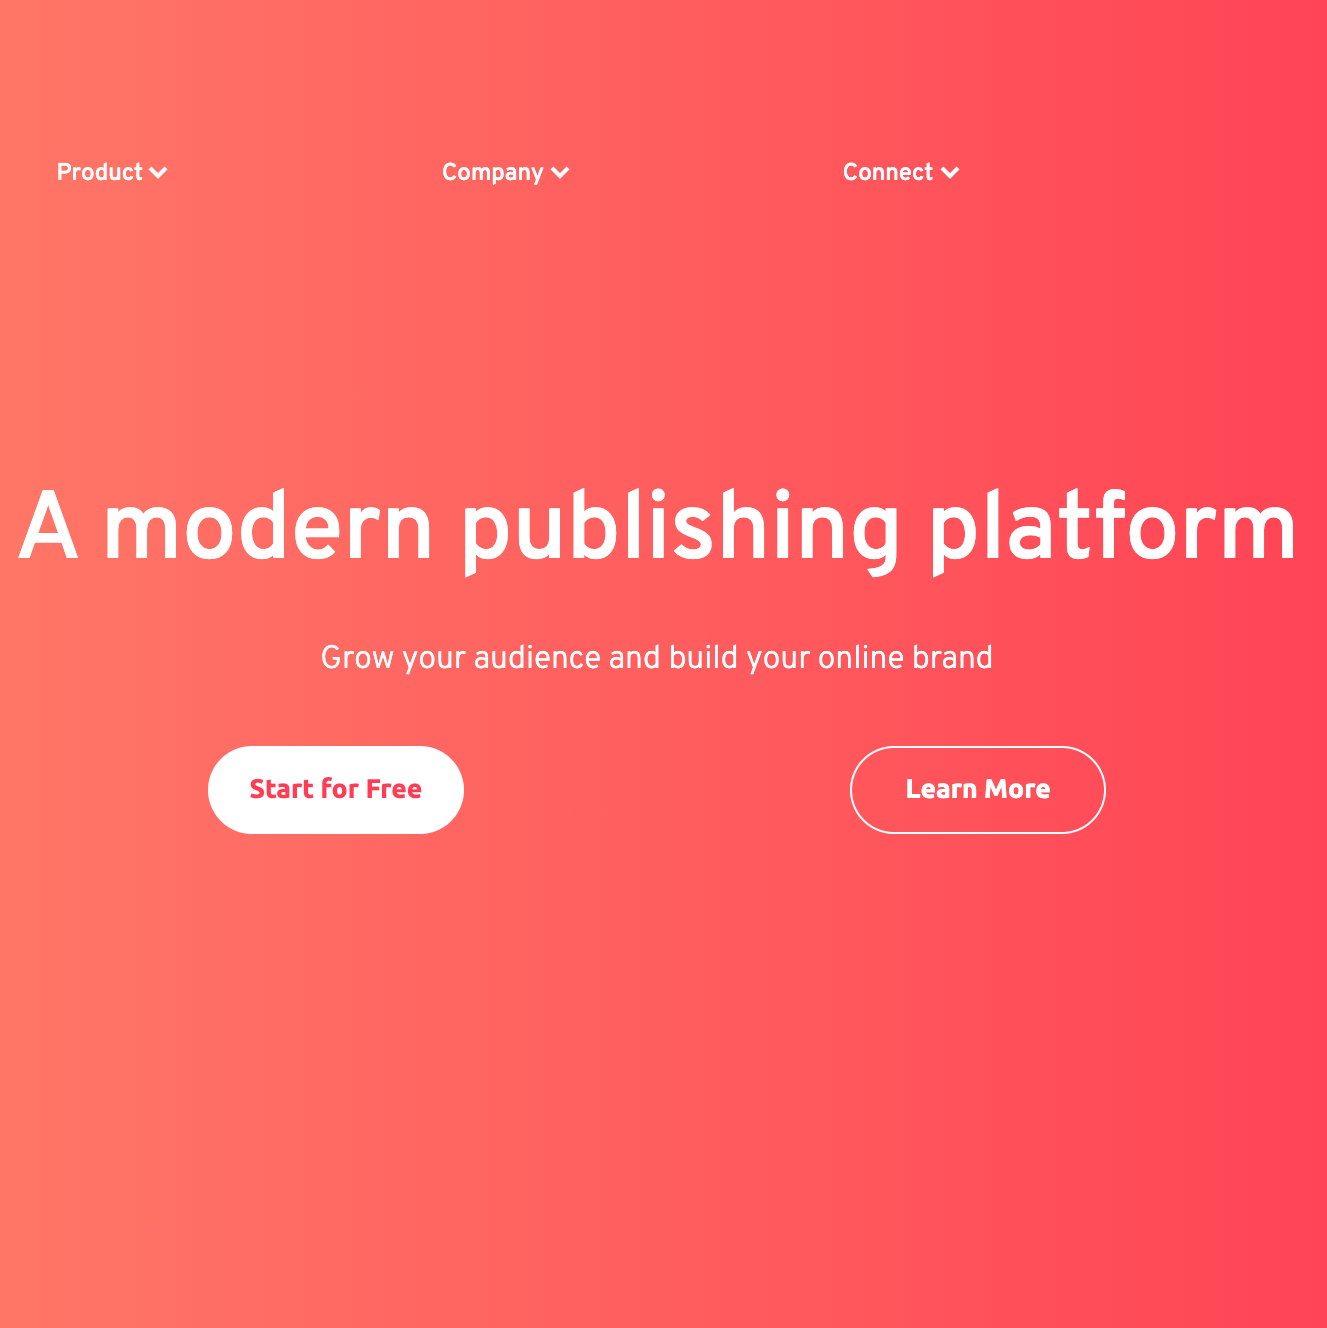 Product Company Connect
A modern publishing platform
Grow your audience and build your online brand
Start for Free Learn More